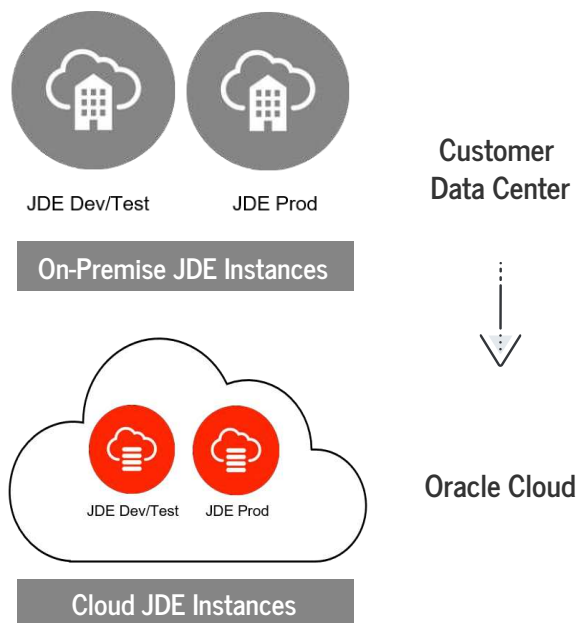 JDE Dev/Test
JDE Prod
Customer
Data Center
On-Premise JDE Instances
JDE Dev/Test
JDE Prod
Oracle Cloud
Cloud JDE Instances